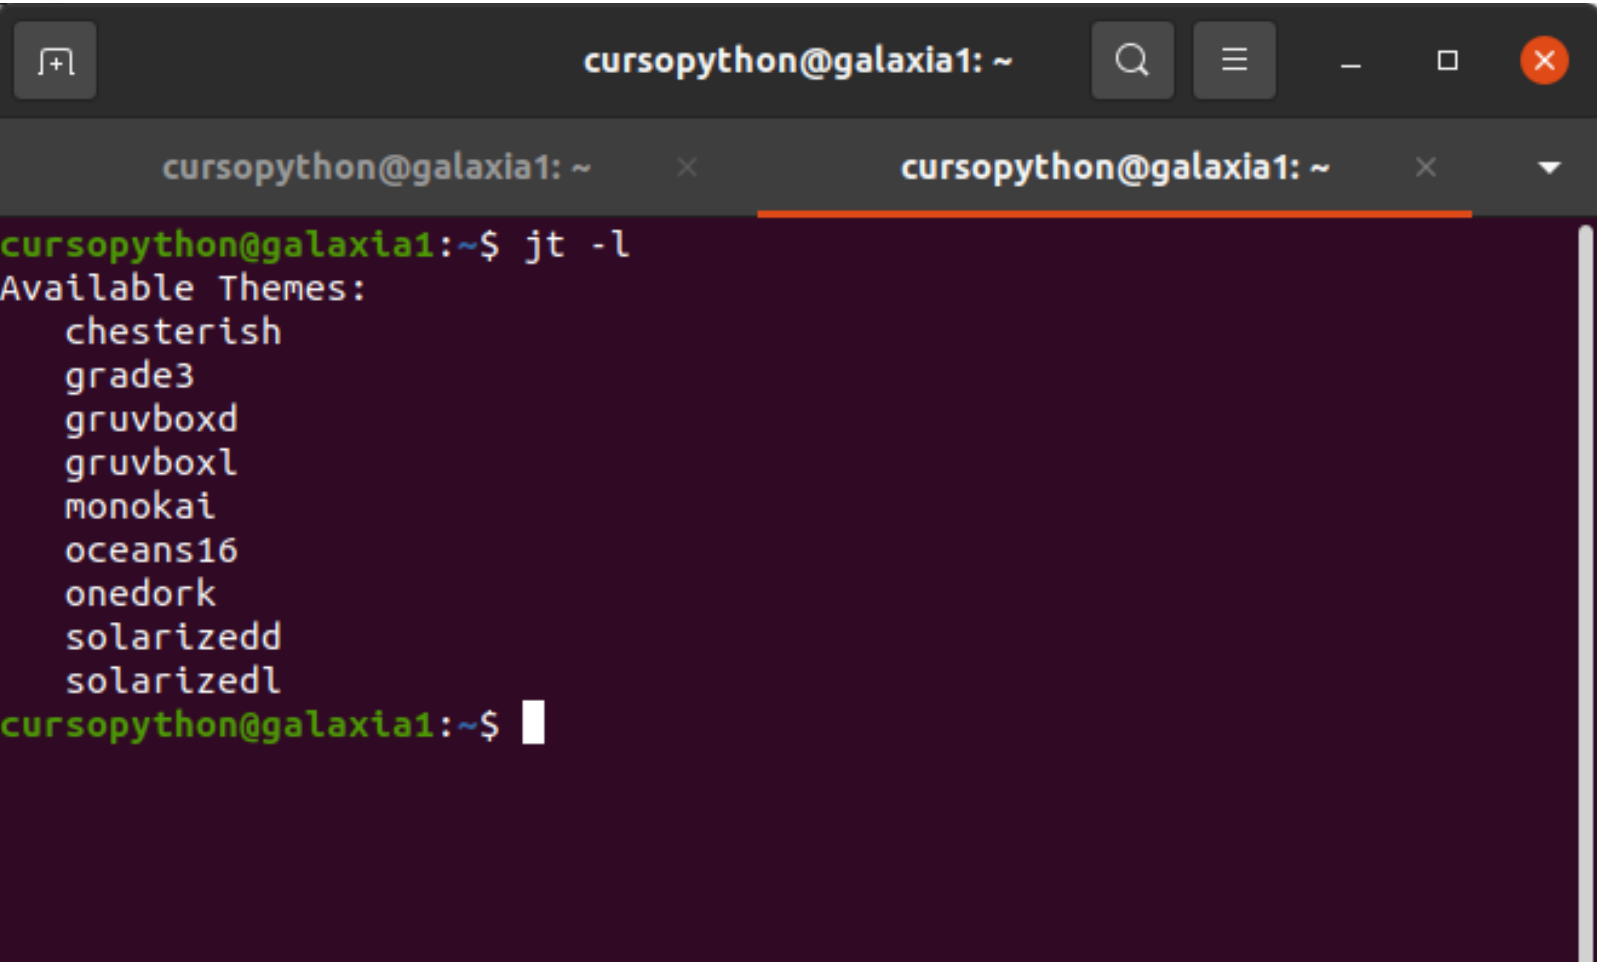 cursopython@galaxia1: ~
cursopython@galaxia1: ~
cursopython@galaxia1: ~
cursopython@galaxia1:~$ jt -l
Available Themes:
   chesterish
   grade3
   gruvboxd
   gruvboxl
   monokai
   oceans16
   onedork
   solarizedd
   solarizedl
cursopython@galaxia1:~$